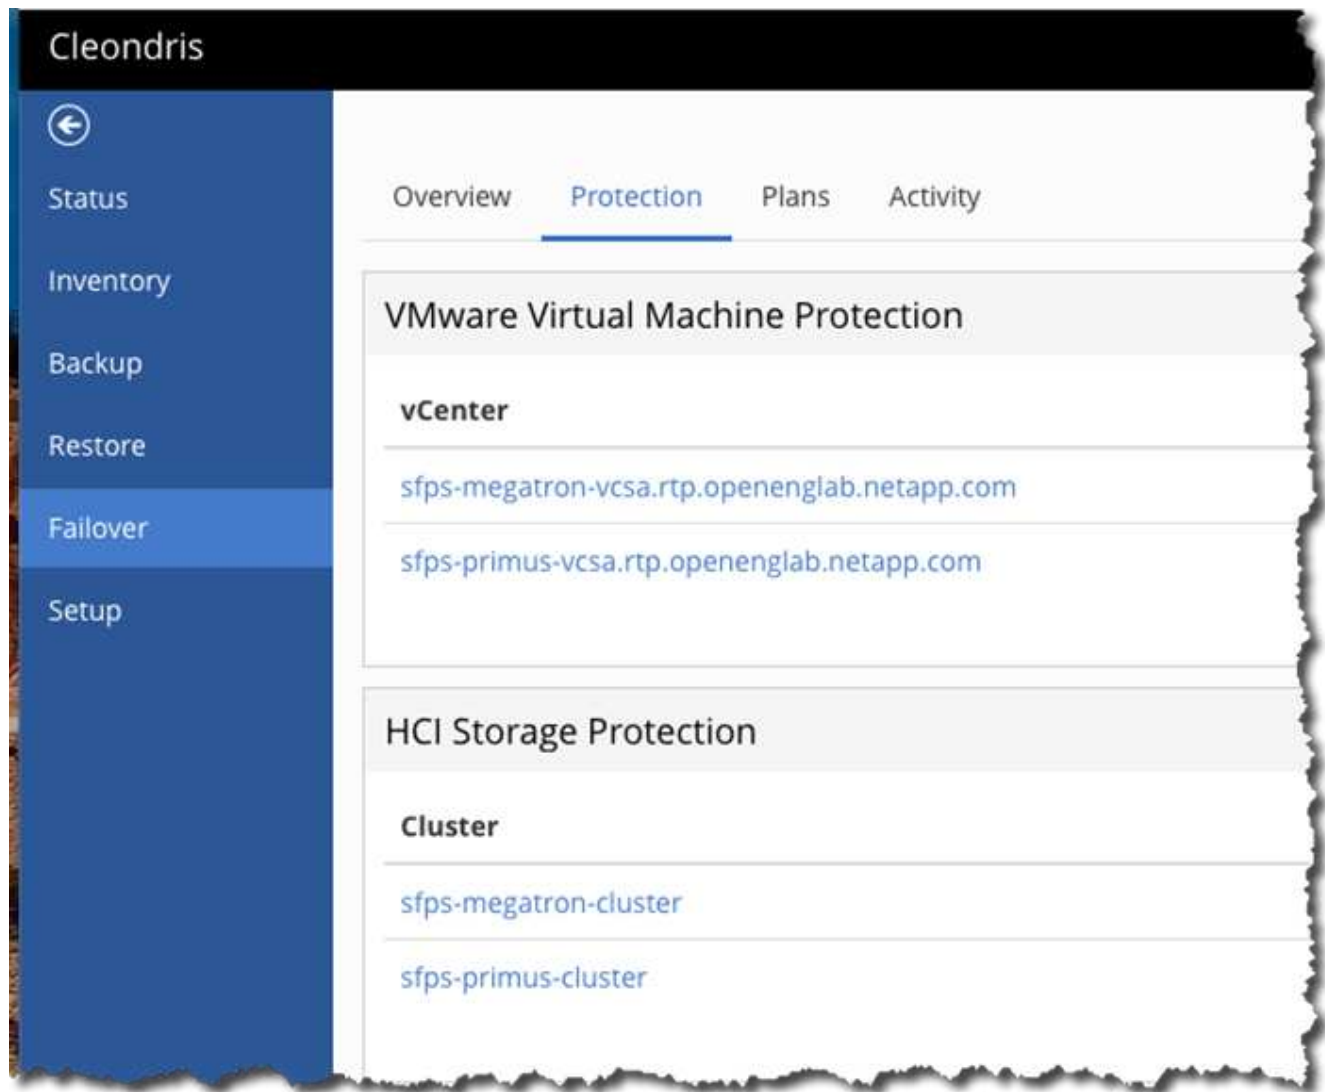 Cleondris
Status
Inventory
Backup
Restore
Failover
Setup
Overview Protection Plans Activity
VMware Virtual Machine Protection
vCenter
sfps-megatron-vcsa.rtp.openenglab.netapp.com
sfps-primus-vcsa.rtp.openenglab.netapp.com
HCI Storage Protection
Cluster
sfps-megatron-cluster
sfps-primus-cluster